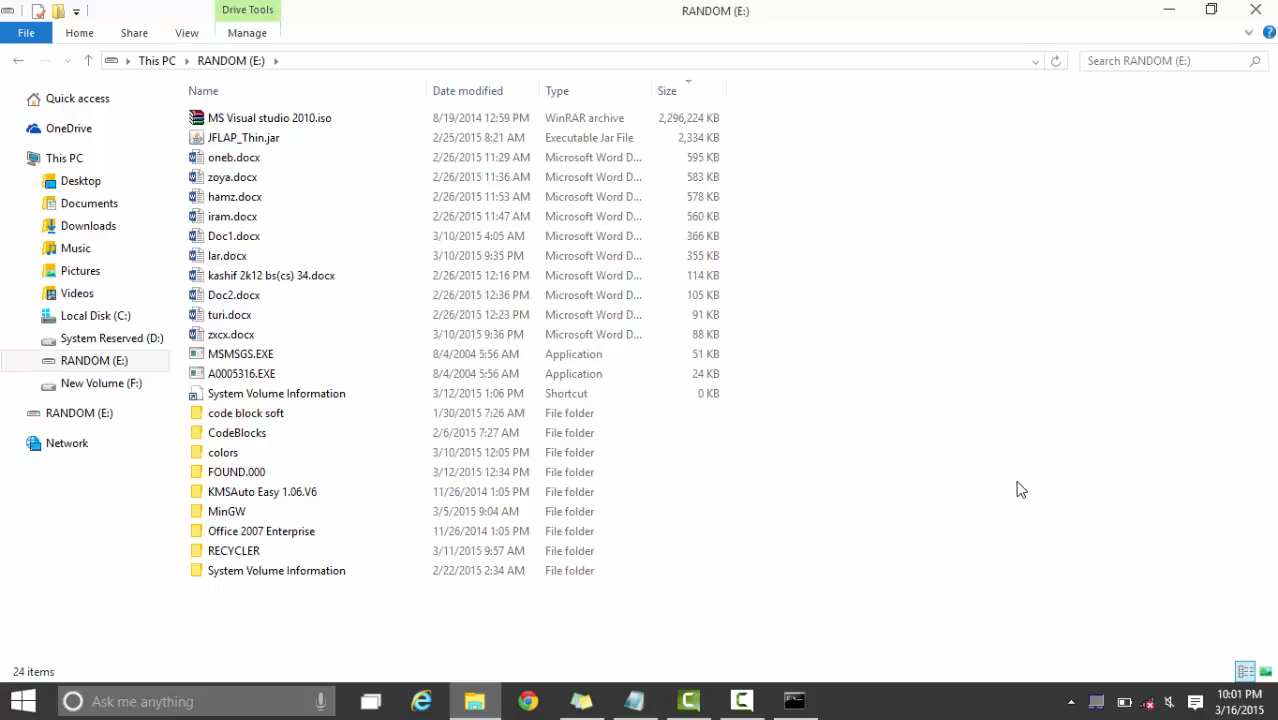 Drive Tools
RANDOM (E:)
File Home Share View Manage
This PC RANDOM (E:)
Search RANDOM (E:)
Name Date modified Type Size
Quick access
OneDrive
This PC
Desktop
Documents
Downloads
Music
Pictures
Videos
Local Disk (C:)
System Reserved (D:)
RANDOM (E:)
New Volume (F:)
RANDOM (E:)
Network
MS Visual studio 2010.iso 8/19/2014 12:59 PM WinRAR archive 2,296,224 KB
JFLAP_Thin.jar 2/25/2015 8:21 AM Executable Jar File 2,334 KB
oneb.docx 2/26/2015 11:29 AM Microsoft Word D... 595 KB
zoya.docx 2/26/2015 11:36 AM Microsoft Word D... 583 KB
hamz.docx 2/26/2015 11:53 AM Microsoft Word D... 578 KB
iram.docx 2/26/2015 11:47 AM Microsoft Word D... 560 KB
Doc1.docx 3/10/2015 4:05 AM Microsoft Word D... 366 KB
lar.docx 3/10/2015 9:35 PM Microsoft Word D... 355 KB
kashif 2k12 bs(cs) 34.docx 2/26/2015 12:16 PM Microsoft Word D... 114 KB
Doc2.docx 2/26/2015 12:36 PM Microsoft Word D... 105 KB
turi.docx 2/26/2015 12:23 PM Microsoft Word D... 91 KB
zxcx.docx 3/10/2015 9:36 PM Microsoft Word D... 88 KB
MSMSGS.EXE 8/4/2004 5:56 AM Application 51 KB
A0005316.EXE 8/4/2004 5:56 AM Application 24 KB
System Volume Information 3/12/2015 1:06 PM Shortcut 0 KB
code block soft 1/30/2015 7:26 AM File folder
CodeBlocks 2/6/2015 7:27 AM File folder
colors 3/10/2015 12:05 PM File folder
FOUND.000 3/12/2015 12:34 PM File folder
KMSAuto Easy 1.06.V6 11/26/2014 1:05 PM File folder
MinGW 3/5/2015 9:04 AM File folder
Office 2007 Enterprise 11/26/2014 1:05 PM File folder
RECYCLER 3/11/2015 9:57 AM File folder
System Volume Information 2/22/2015 2:34 AM File folder
24 items
Ask me anything
10:01 PM
3/16/2015